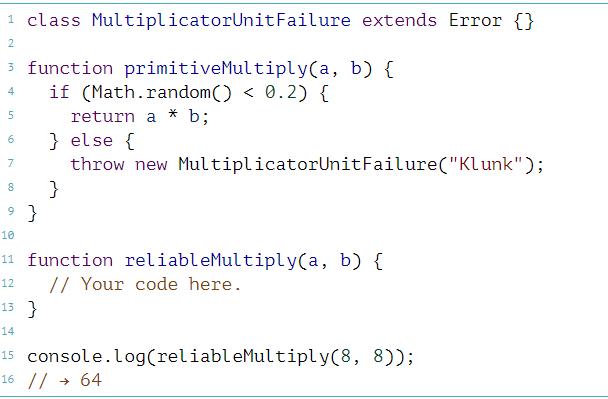 1 class MultiplicatorUnitFailure extends Error {}
2
3 function primitiveMultiply(a, b) {
4   if (Math.random() < 0.2) {
5     return a * b;
6   } else {
7     throw new MultiplicatorUnitFailure("Klunk");
8   }
9 }
10
11 function reliableMultiply(a, b) {
12   // Your code here.
13 }
14
15 console.log(reliableMultiply(8, 8));
16 // → 64